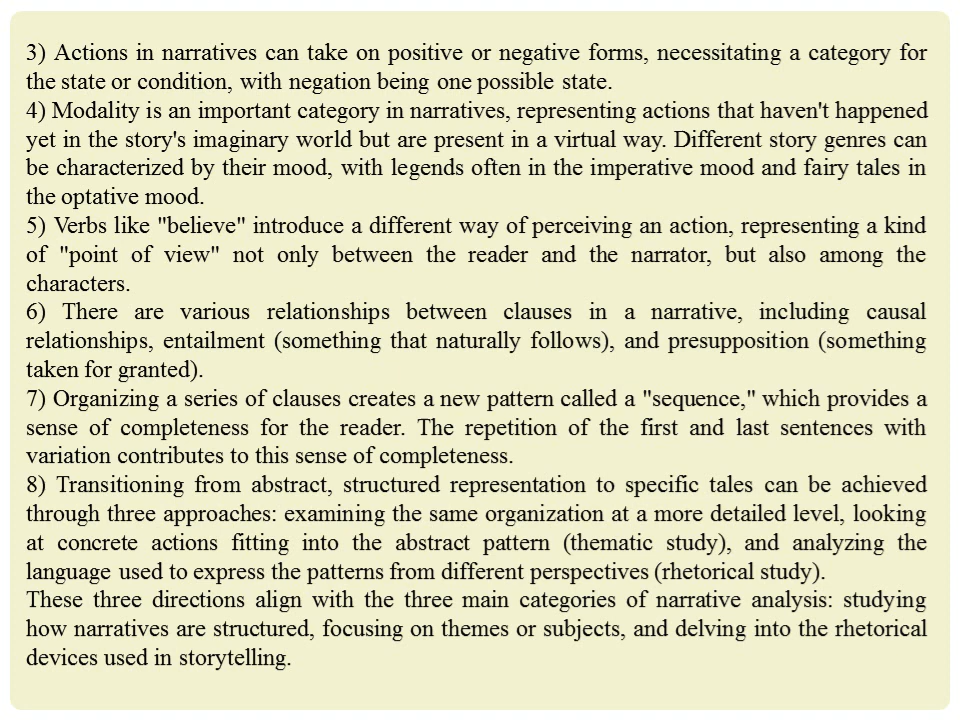 3) Actions in narratives can take on positive or negative forms, necessitating a category for
the state or condition, with negation being one possible state.
4) Modality is an important category in narratives, representing actions that haven't happened
yet in the story's imaginary world but are present in a virtual way. Different story genres can
be characterized by their mood, with legends often in the imperative mood and fairy tales in
the optative mood.
5) Verbs like "believe" introduce a different way of perceiving an action, representing a kind
of "point of view" not only between the reader and the narrator, but also among the
characters.
6) There are various relationships between clauses in a narrative, including causal
relationships, entailment (something that naturally follows), and presupposition (something
taken for granted).
7) Organizing a series of clauses creates a new pattern called a "sequence," which provides a
sense of completeness for the reader. The repetition of the first and last sentences with
variation contributes to this sense of completeness.
8) Transitioning from abstract, structured representation to specific tales can be achieved
through three approaches: examining the same organization at a more detailed level, looking
at concrete actions fitting into the abstract pattern (thematic study), and analyzing the
language used to express the patterns from different perspectives (rhetorical study).
These three directions align with the three main categories of narrative analysis: studying
how narratives are structured, focusing on themes or subjects, and delving into the rhetorical
devices used in storytelling.